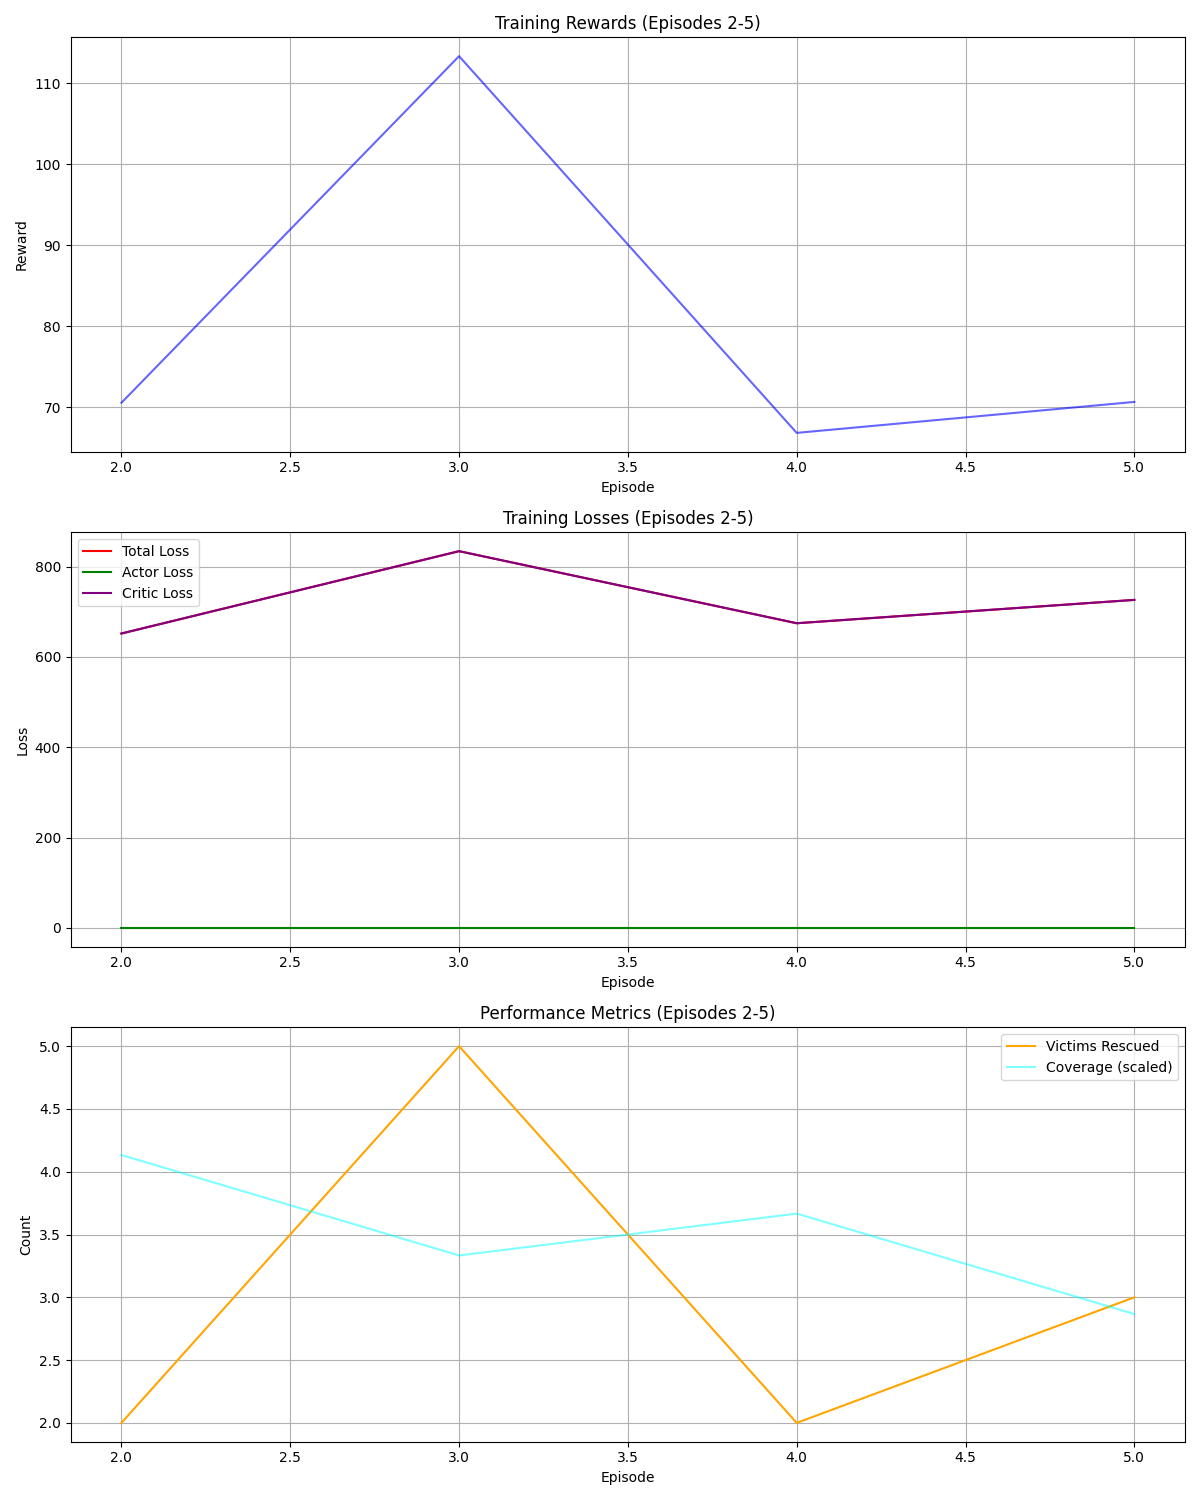 Training Rewards (Episodes 2-5)
110
100
90
80
70
Reward
2.0 2.5 3.0 3.5 4.0 4.5 5.0
Episode
Training Losses (Episodes 2-5)
Total Loss
Actor Loss
Critic Loss
800
600
400
200
0
Loss
2.0 2.5 3.0 3.5 4.0 4.5 5.0
Episode
Performance Metrics (Episodes 2-5)
Victims Rescued
Coverage (scaled)
5.0
4.5
4.0
3.5
3.0
2.5
2.0
Count
2.0 2.5 3.0 3.5 4.0 4.5 5.0
Episode